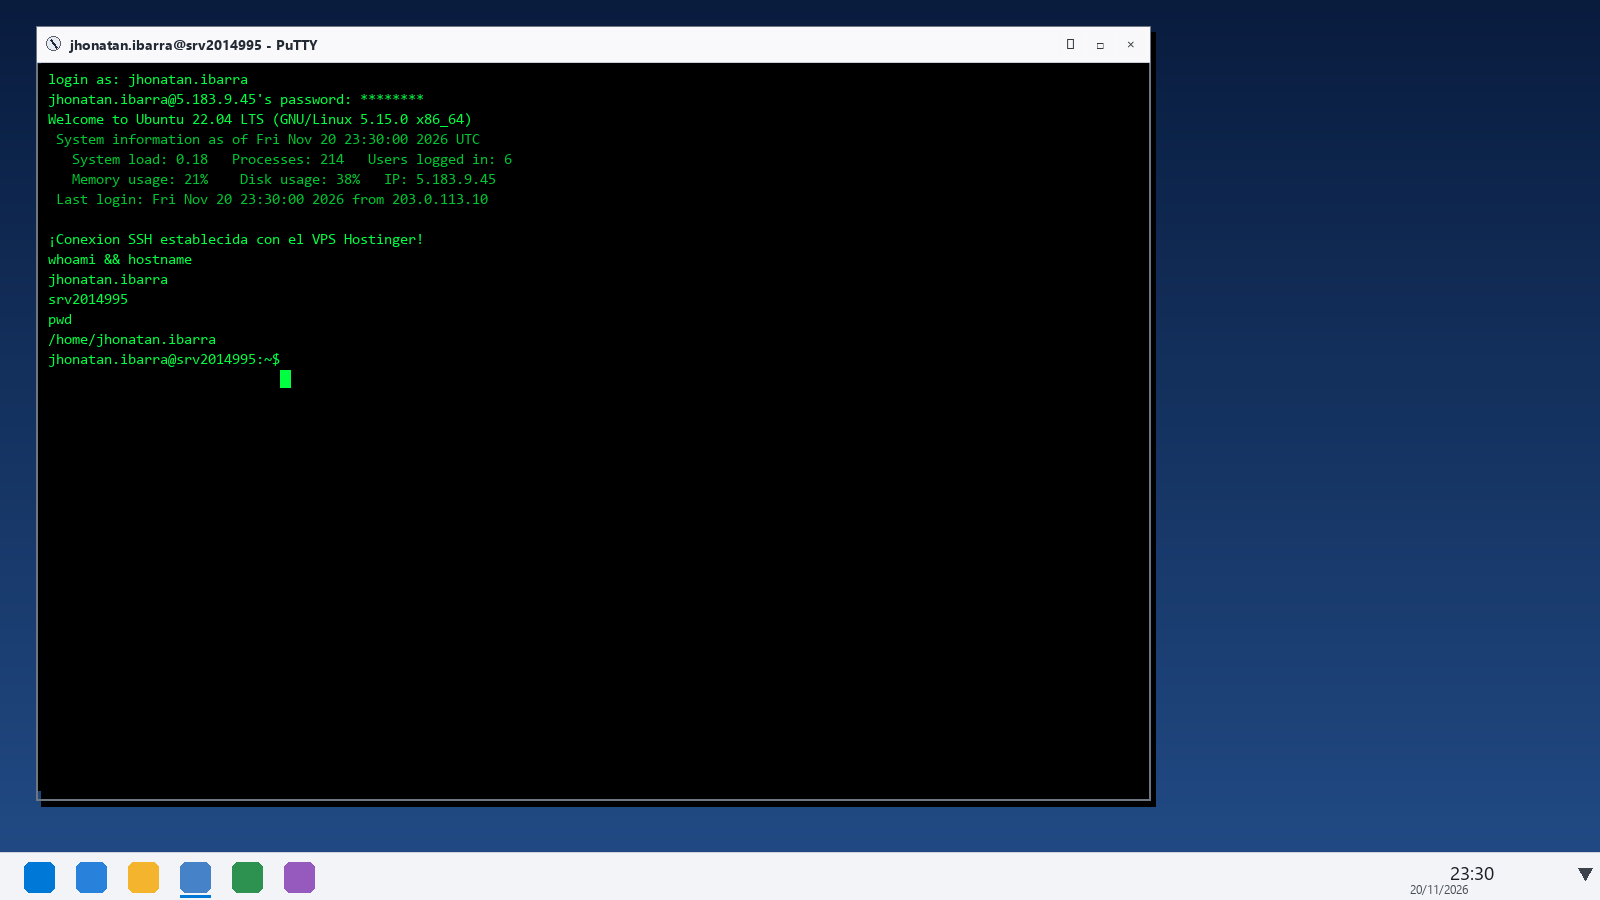 jhonatan.ibarra@srv2014995 - PuTTY
login as: jhonatan.ibarra
jhonatan.ibarra@5.183.9.45's password: ********
Welcome to Ubuntu 22.04 LTS (GNU/Linux 5.15.0 x86_64)
System information as of Fri Nov 20 23:30:00 2026 UTC
System load: 0.18   Processes: 214   Users logged in: 6
Memory usage: 21%    Disk usage: 38%   IP: 5.183.9.45
Last login: Fri Nov 20 23:30:00 2026 from 203.0.113.10
¡Conexion SSH establecida con el VPS Hostinger!
whoami && hostname
jhonatan.ibarra
srv2014995
pwd
/home/jhonatan.ibarra
jhonatan.ibarra@srv2014995:~$
23:30
20/11/2026